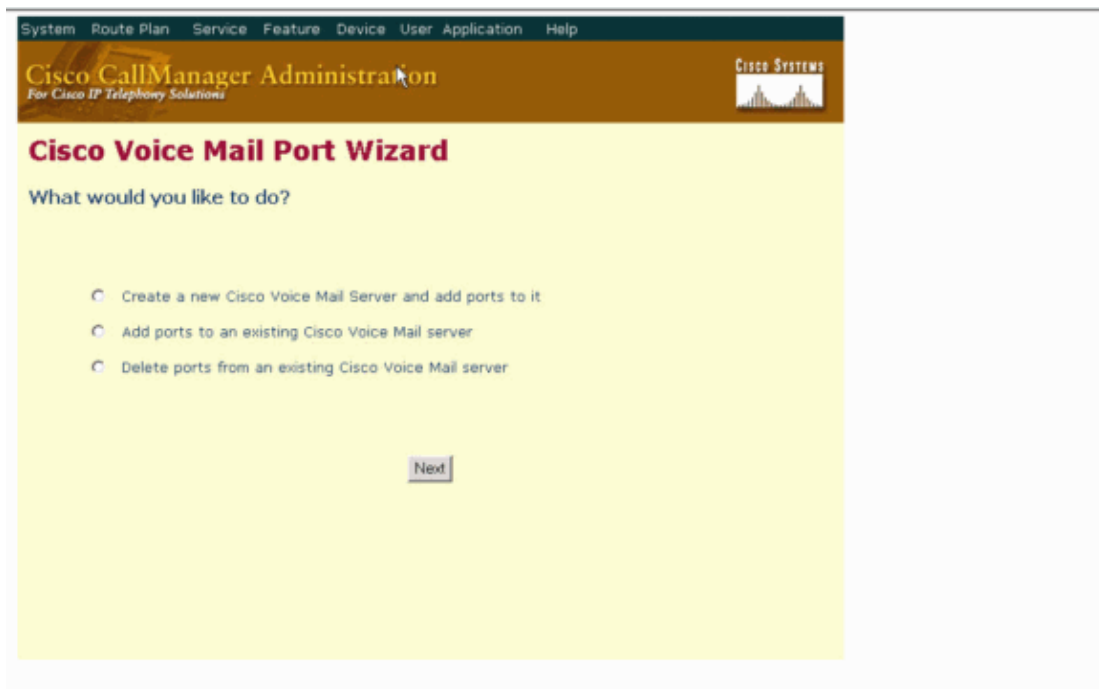 System Route Plan Service Feature Device User Application Help
Cisco CallManager Administration
For Cisco IP Telephony Solutions
CISCO SYSTEMS
Cisco Voice Mail Port Wizard
What would you like to do?
Create a new Cisco Voice Mail Server and add ports to it
Add ports to an existing Cisco Voice Mail server
Delete ports from an existing Cisco Voice Mail server
Next